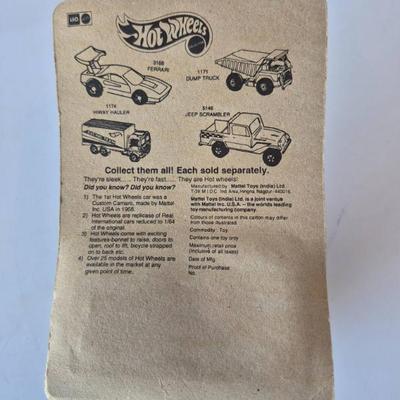 LEO
Hot Wheels
3168
FERRARI
1171
DUMP TRUCK
1174
HIWAY HAULER
5146
JEEP SCRAMBLER
Collect them all! Each sold separately.
They're sleek..... They're fast..... They are Hot wheels!
Did you know? Did you know?
1) The 1st Hot Wheels car was a
Custom Camaro, made by Mattel
Inc. USA in 1968.
2) Hot Wheels are replicase of Real
International cars reduced to 1/64
of the original.
3) Hot Wheels come with exciting
features-bonnet to raise, doors to
open, roof to lift, bicycle strapped
on to back etc.
4) Over 25 models of Hot Wheels are
available in the market at any
given point of time.
Manufactured by Mattel Toys (India) Ltd.
M I D C Ind. Area, Hingna, Nagpur-440016.
Mattel Toys (India) Ltd. is a joint venture
with Mattel Inc. U.S.A. – the worlds leading
toy manufacturing company.
Colours of contents in this carton may differ
from those illustrated.
Commodity: Toy
Contains one toy only
Maximum retail price
(Inclusive of all taxes)
Date of Mfg.
Proof of Purchase
No.